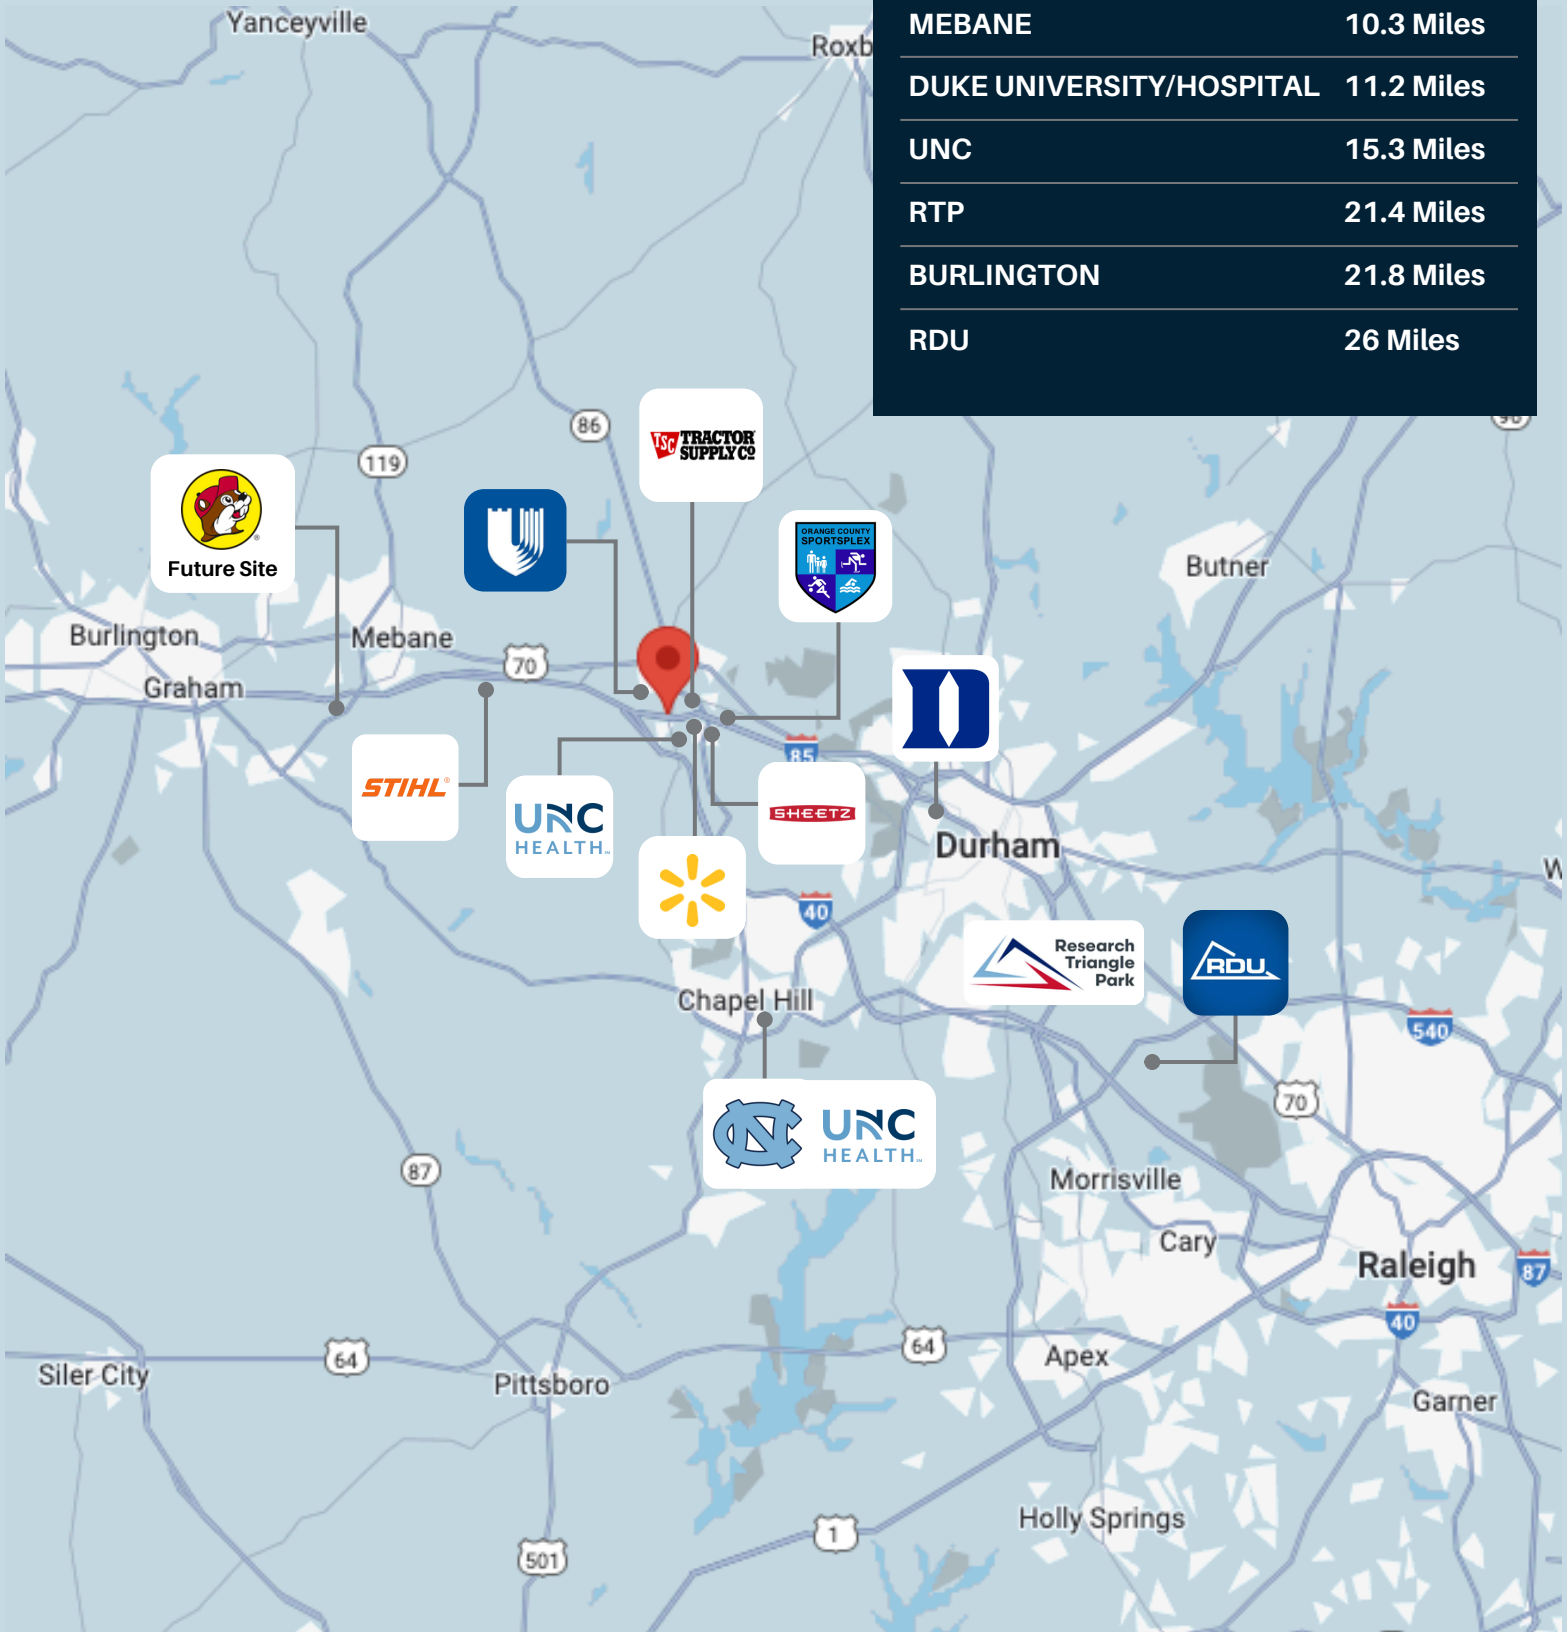 Yanceyville
Roxb
MEBANE 10.3 Miles
DUKE UNIVERSITY/HOSPITAL 11.2 Miles
UNC 15.3 Miles
RTP 21.4 Miles
BURLINGTON 21.8 Miles
RDU 26 Miles
86
119
TSC TRACTOR
SUPPLY CO
ORANGE COUNTY
SPORTSPLEX
Future Site
Butner
Burlington
Mebane
70
Graham
D
85
STIHL®
UNC
HEALTH
SHEETZ
Durham
W
40
Research
Triangle
Park
RDU
Chapel Hill
540
70
NC
UNC
HEALTH
87
Morrisville
Cary
Raleigh
87
40
64
64
Siler City
Pittsboro
Apex
Garner
Holly Springs
1
501